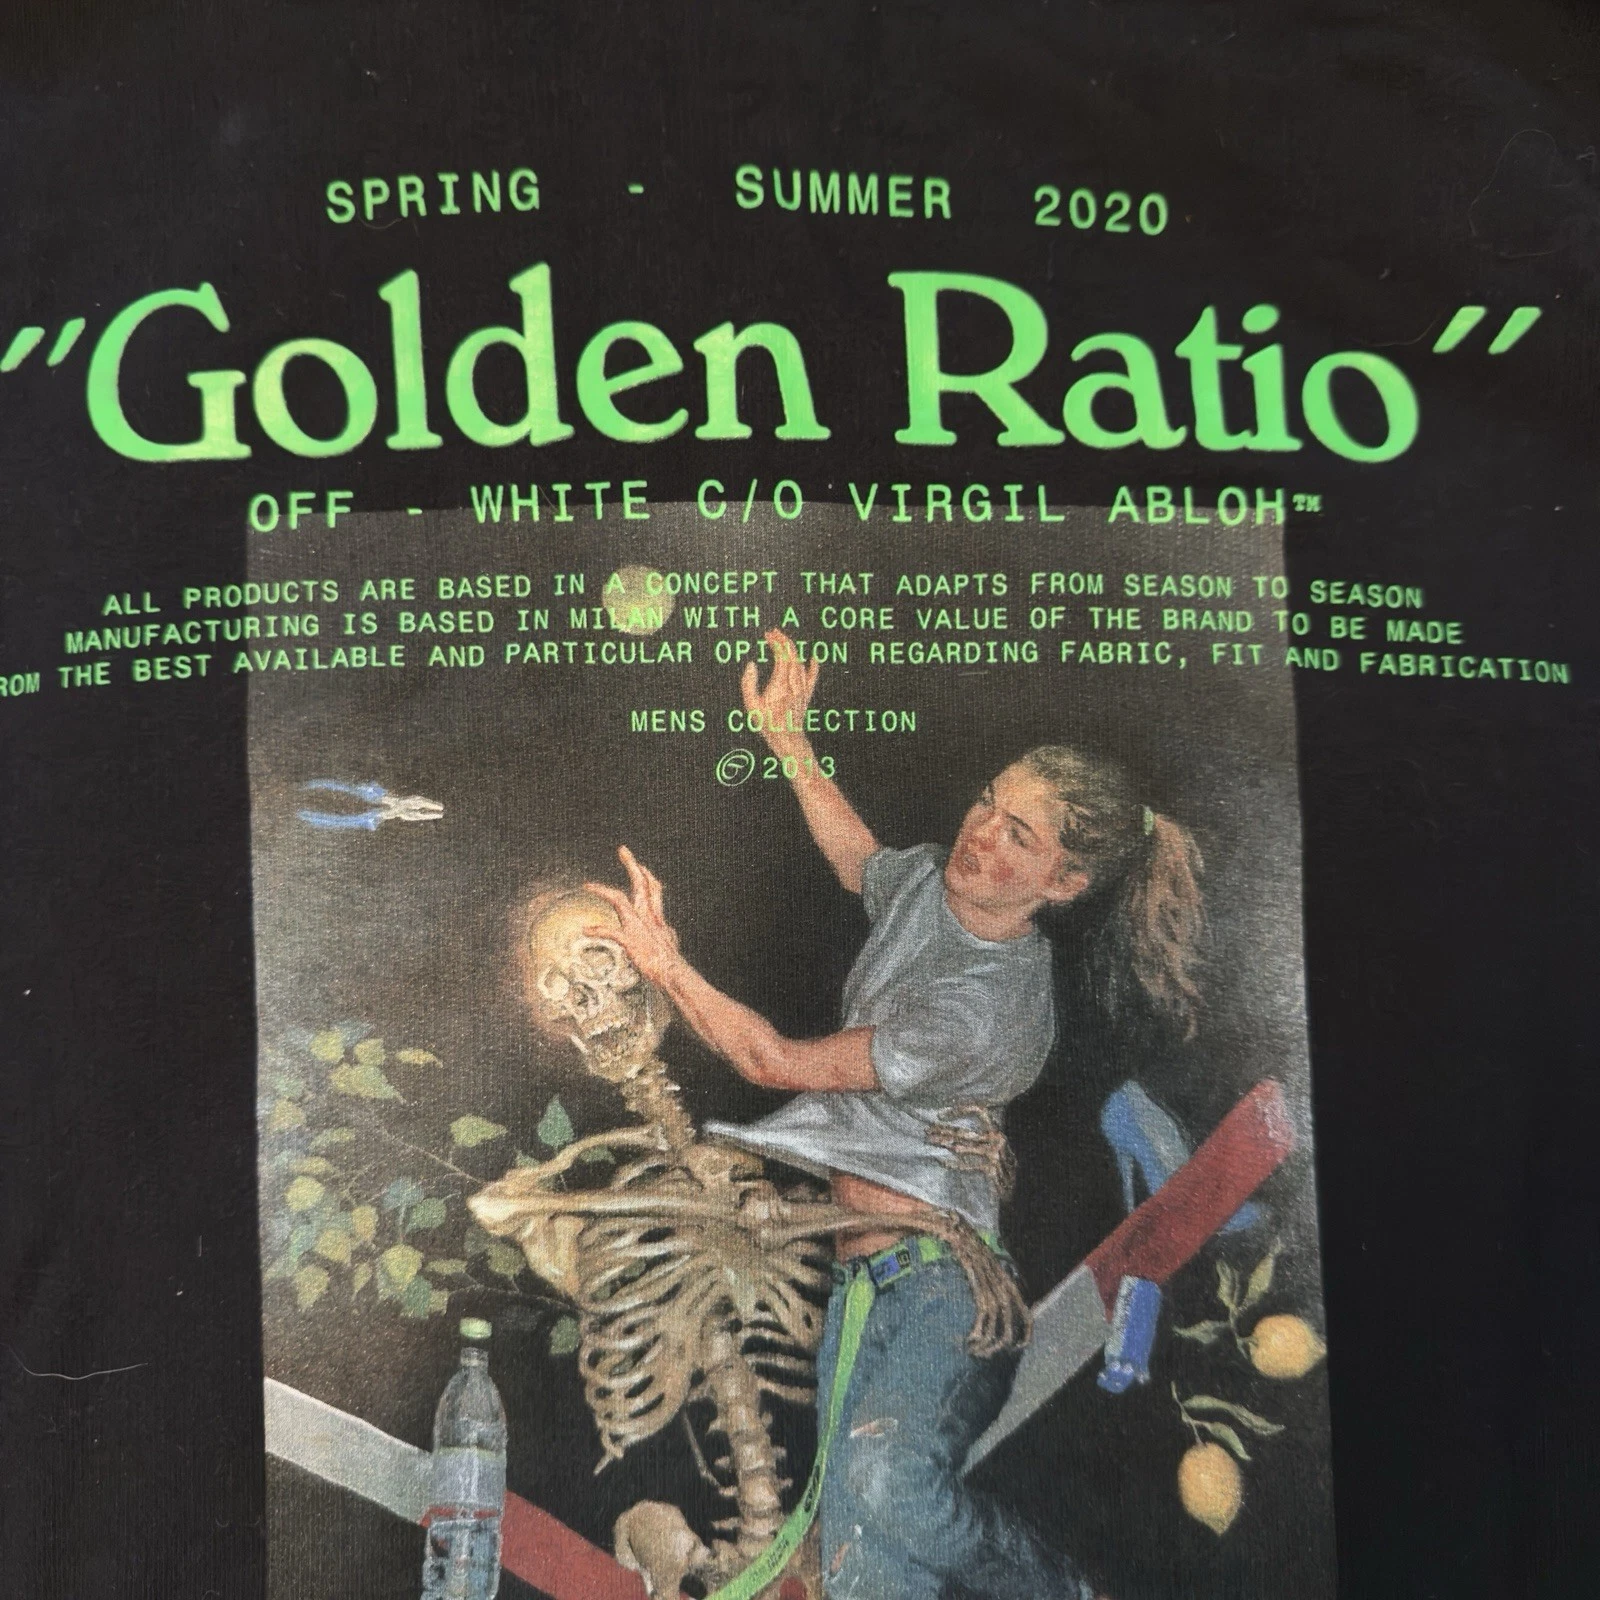 SPRING - SUMMER 2020
"Golden Ratio"
OFF - WHITE C/O VIRGIL ABLOH™
ALL PRODUCTS ARE BASED IN A CONCEPT THAT ADAPTS FROM SEASON TO SEASON
MANUFACTURING IS BASED IN MILAN WITH A CORE VALUE OF THE BRAND TO BE MADE
ROM THE BEST AVAILABLE AND PARTICULAR OPINION REGARDING FABRIC, FIT AND FABRICATION
MENS COLLECTION
2013